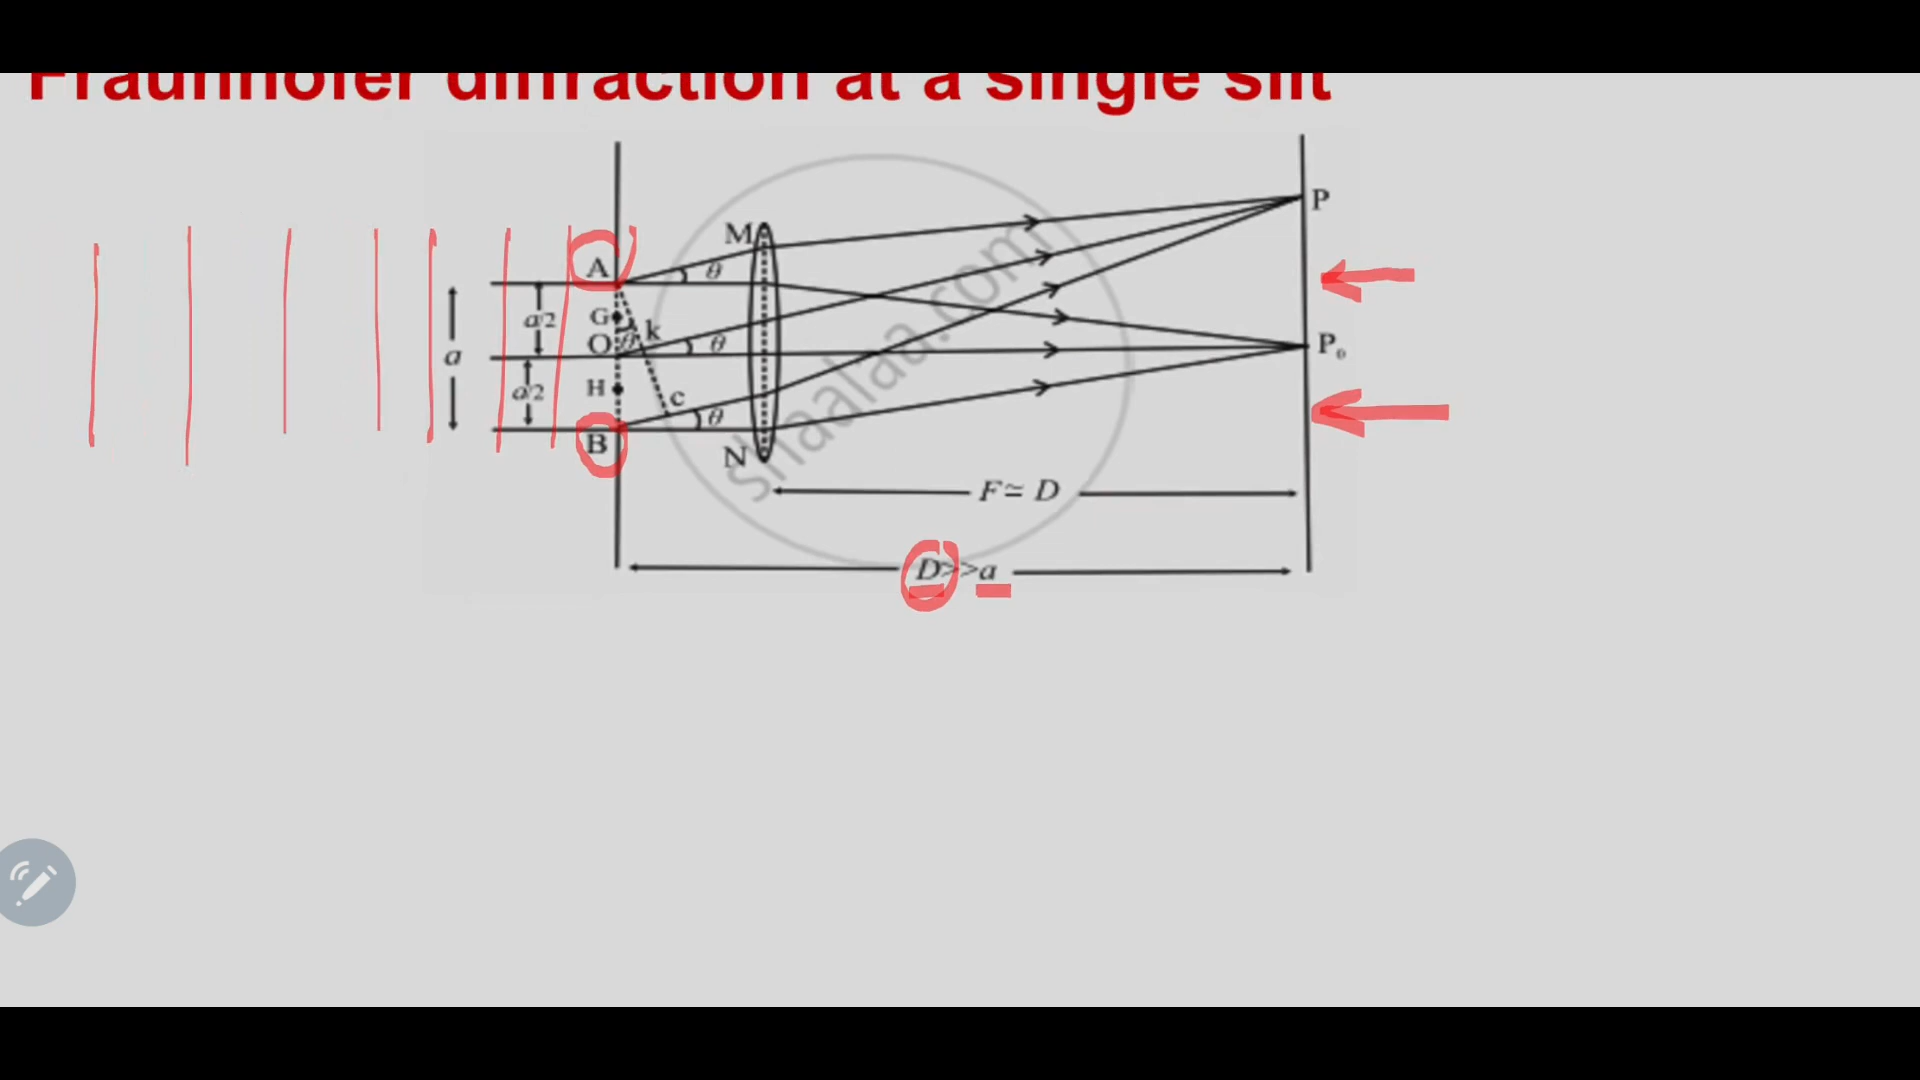 Fraunhofer diffraction at a single slit
P
M
A
θ
a/2
G
k
O
θ
θ
P₀
a
a/2
H
c
B
θ
N
shaalaa.com
F ≃ D
D>>a